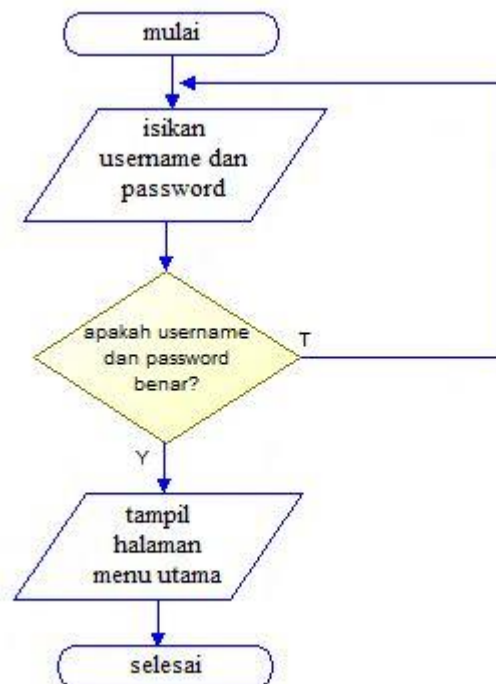 mulai
isikan
username dan
password
apakah username
dan password
benar?
T
Y
tampil
halaman
menu utama
selesai